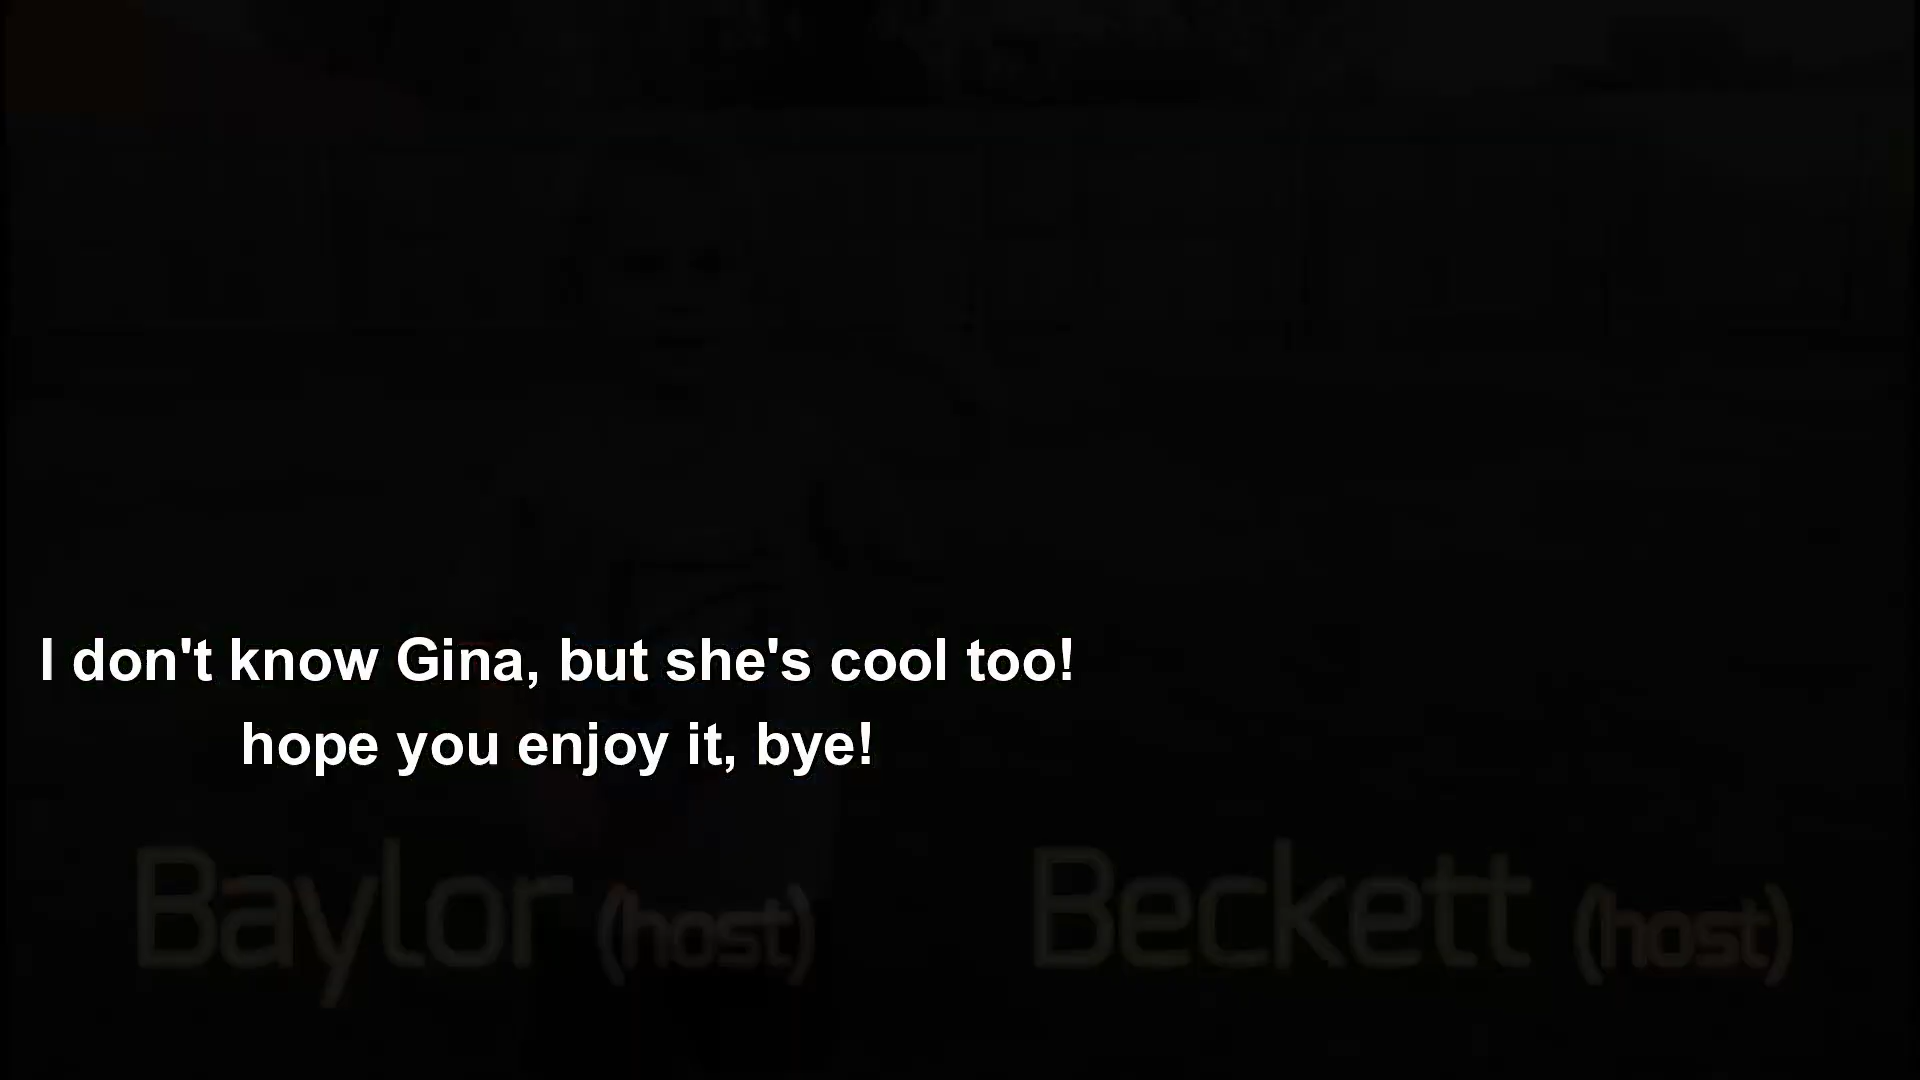 I don't know Gina, but she's cool too!
hope you enjoy it, bye!
Baylor (host) Beckett (host)